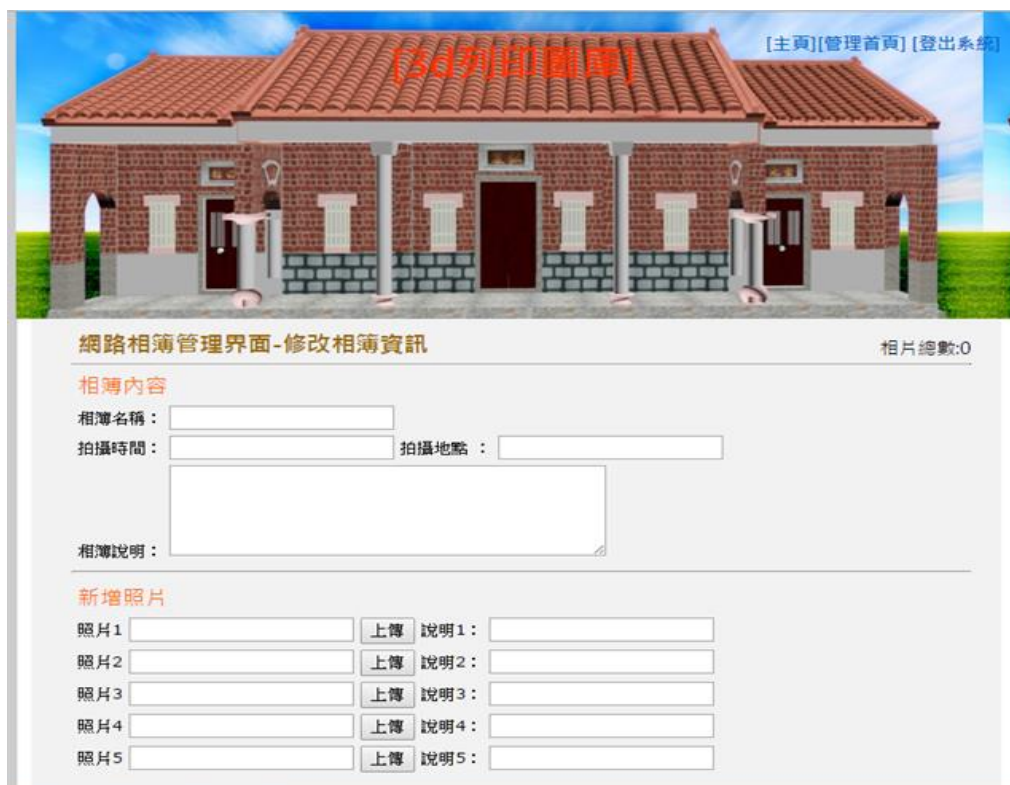 [主頁][管理首頁] [登出系統]
[3d列印圖庫]
網路相簿管理界面-修改相簿資訊
相片總數:0
相簿內容
相簿名稱：
拍攝時間： 拍攝地點 ：
相簿說明：
新增照片
照片1 上傳 說明1：
照片2 上傳 說明2：
照片3 上傳 說明3：
照片4 上傳 說明4：
照片5 上傳 說明5：